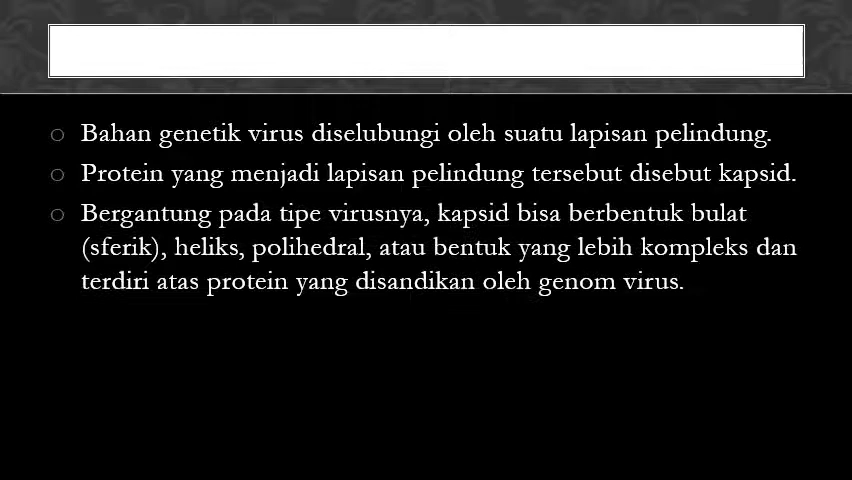 Bahan genetik virus diselubungi oleh suatu lapisan pelindung.
Protein yang menjadi lapisan pelindung tersebut disebut kapsid.
Bergantung pada tipe virusnya, kapsid bisa berbentuk bulat
(sferik), heliks, polihedral, atau bentuk yang lebih kompleks dan
terdiri atas protein yang disandikan oleh genom virus.